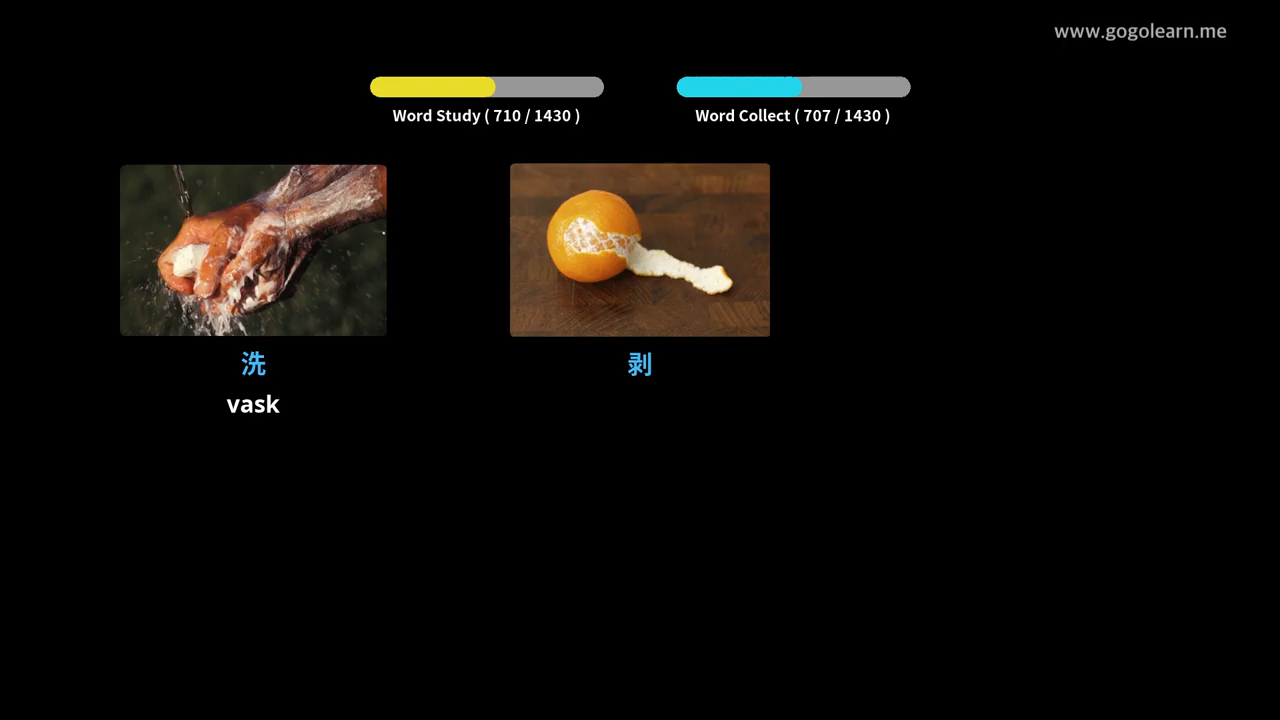 www.gogolearn.me
Word Study ( 710 / 1430 )
Word Collect ( 707 / 1430 )
洗
剥
vask